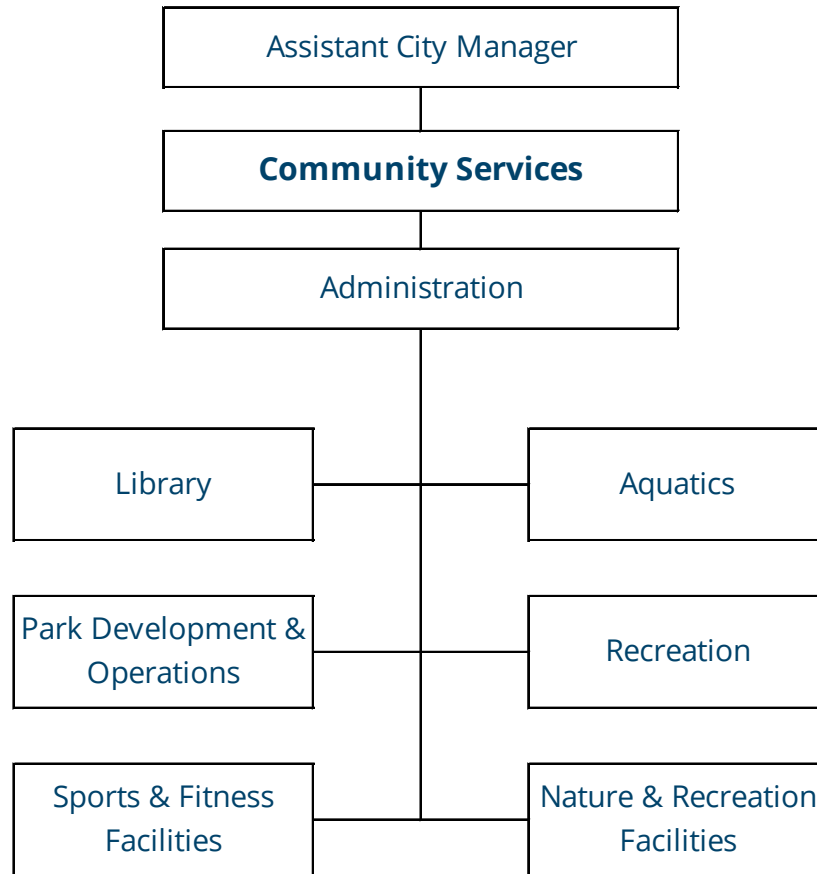 Assistant City Manager
Community Services
Administration
Library
Aquatics
Park Development &
Operations
Recreation
Sports & Fitness
Facilities
Nature & Recreation
Facilities